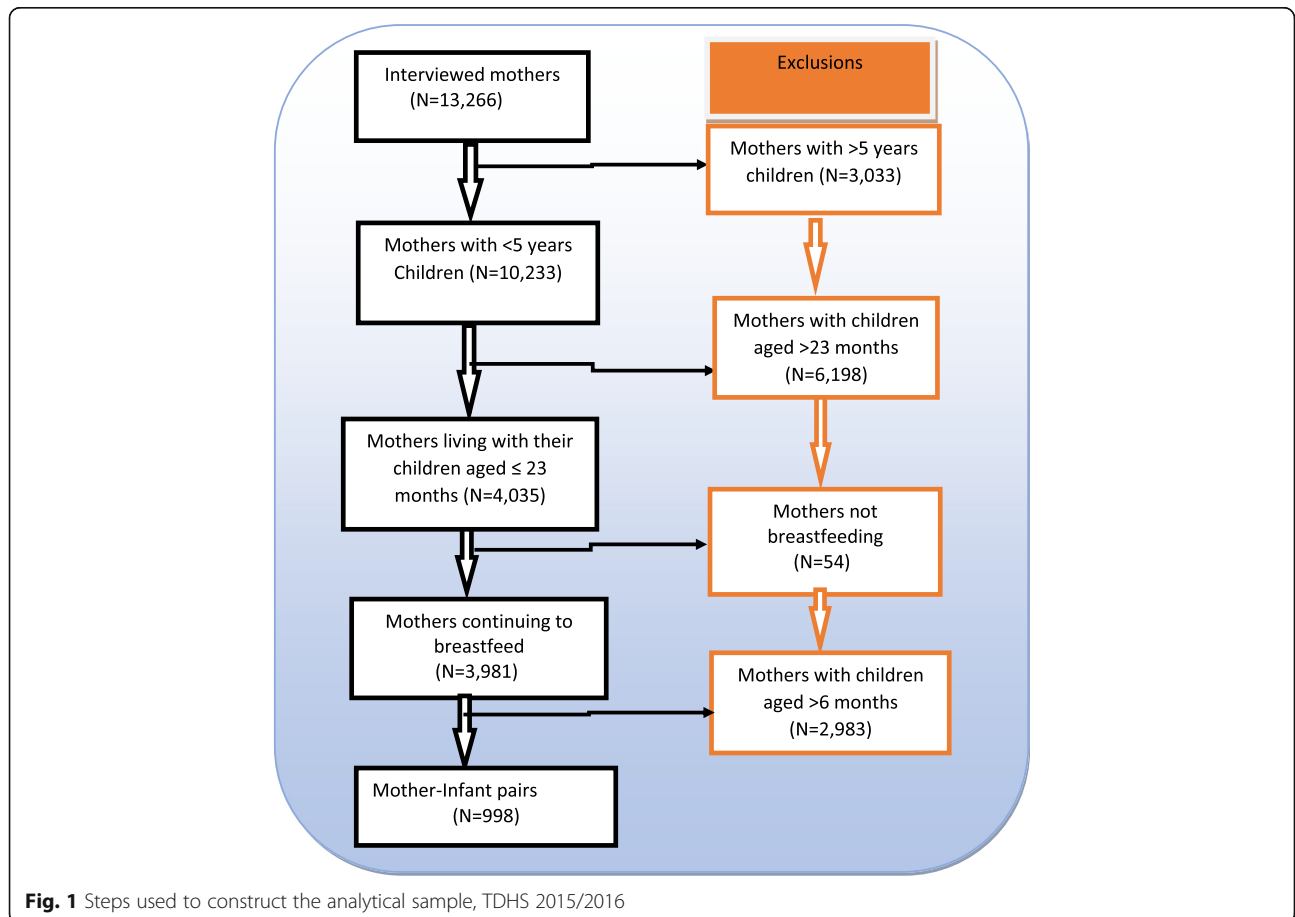 Interviewed mothers
(N=13,266)
Exclusions
Mothers with >5 years
children (N=3,033)
Mothers with <5 years
Children (N=10,233)
Mothers with children
aged >23 months
(N=6,198)
Mothers living with their
children aged ≤ 23
months (N=4,035)
Mothers not
breastfeeding
(N=54)
Mothers continuing to
breastfeed
(N=3,981)
Mothers with children
aged >6 months
(N=2,983)
Mother-Infant pairs
(N=998)
Fig. 1 Steps used to construct the analytical sample, TDHS 2015/2016